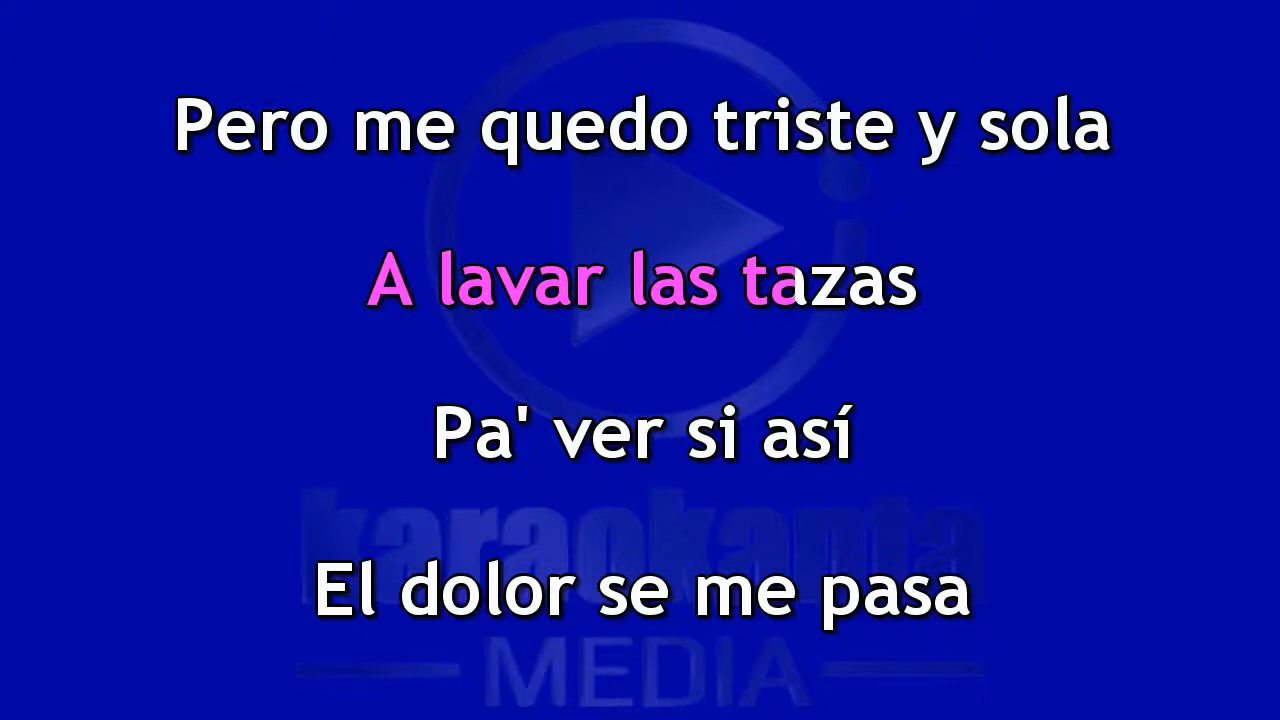 Pero me quedo triste y sola
A lavar las tazas
Pa' ver si así
El dolor se me pasa
karaokanta
MEDIA